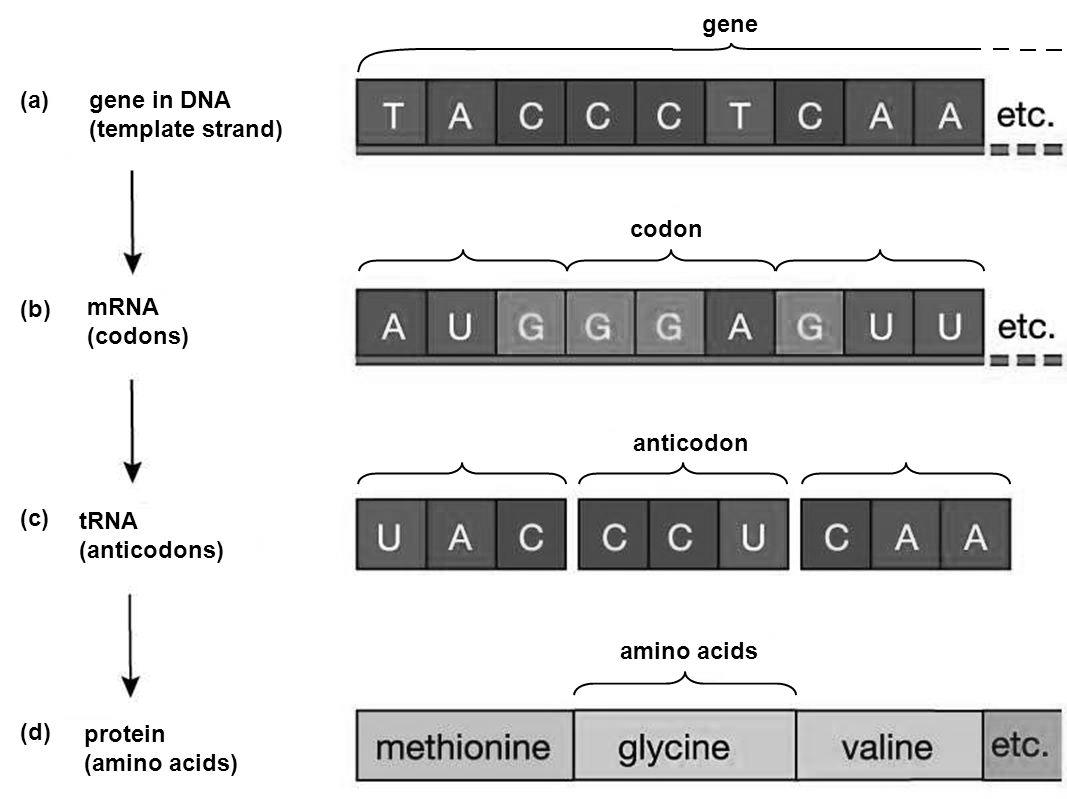 gene
(a) gene in DNA
(template strand)
T A C C C T C A A etc.
codon
(b) mRNA
(codons)
A U G G G A G U U etc.
anticodon
(c) tRNA
(anticodons)
U A C C C U C A A
amino acids
(d) protein
(amino acids)
methionine glycine valine etc.